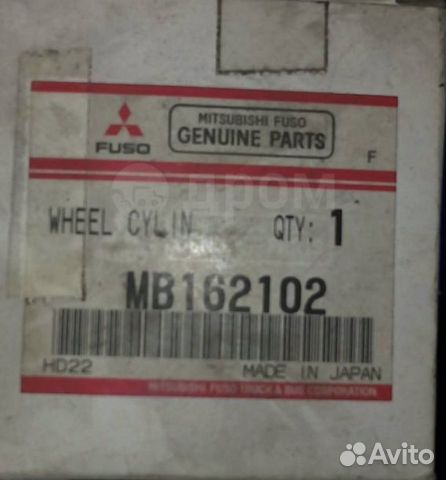 MITSUBISHI FUSO
GENUINE PARTS
FUSO
F
ДРОМ
WHEEL CYLIN QTY: 1
MB162102
HD22 MADE IN JAPAN
MITSUBISHI FUSO TRUCK & BUS CORPORATION
Avito